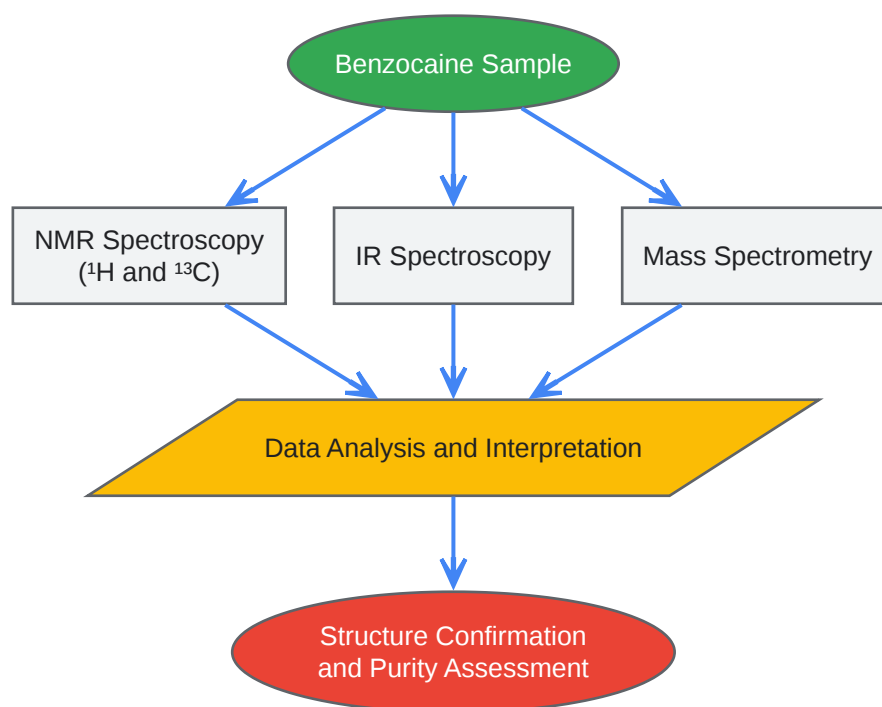 Benzocaine Sample
NMR Spectroscopy
(¹H and ¹³C)
IR Spectroscopy
Mass Spectrometry
Data Analysis and Interpretation
Structure Confirmation
and Purity Assessment